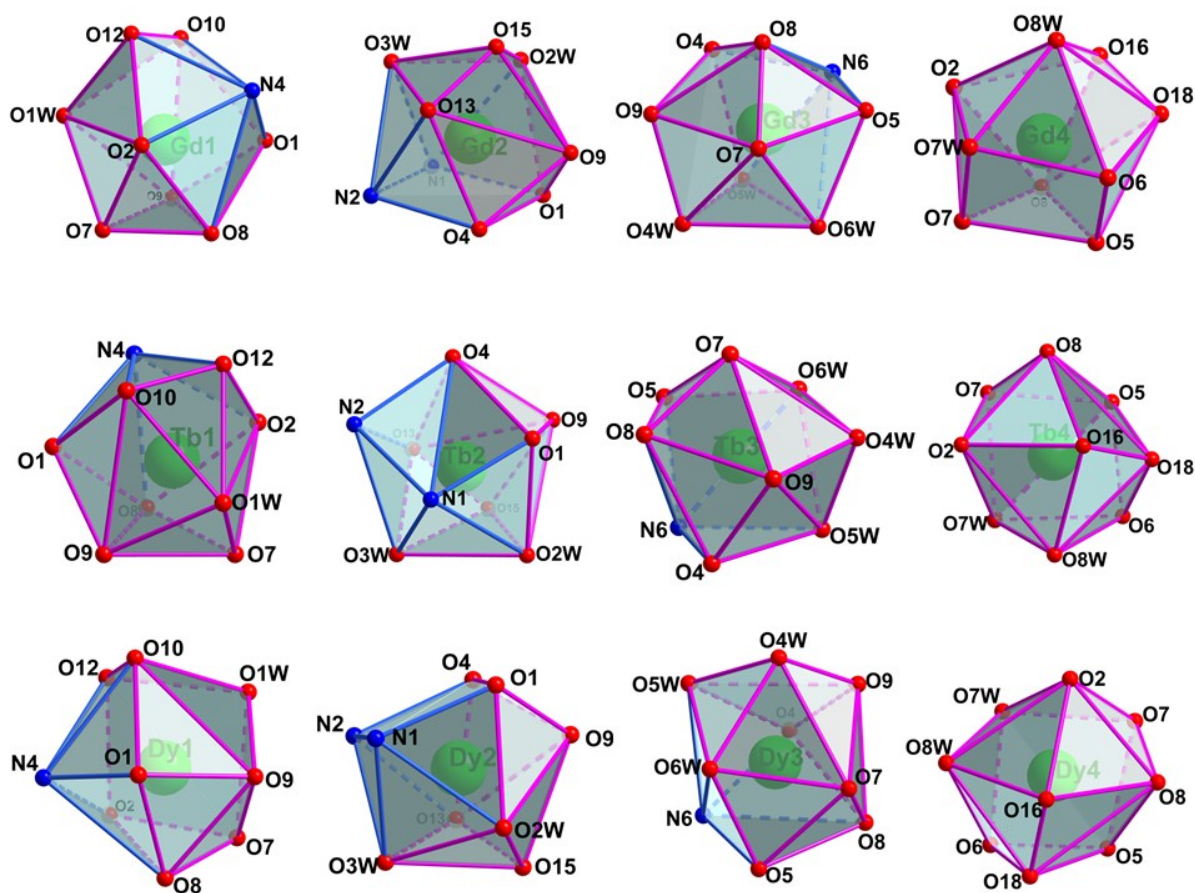 O12 O10
N4
O1W
Gd1
O2 O1
O9
O7 O8
O3W O15
O2W
O13
Gd2
O9
N1
N2
O1
O4
O4 O8
N6
O9 O5
Gd3
O7
O5W
O4W O6W
O8W
O16
O2
O18
Gd4
O7W
O6
O8
O7
O5
N4
O12
O10
O2
Tb1
O1
O1W
O8
O9 O7
O4
N2 O9
O13
Tb2 O1
N1
O15
O3W O2W
O7
O5 O6W
O8 O4W
Tb3
O9
N6 O5W
O4
O8
O7 O5
O2 O16
Tb4 O18
O7W O6
O8W
O10
O12 O1W
N4 Dy1
O1 O9
O2
O7
O8
O4 O1
N2 N1 O9
Dy2
O13 O2W
O3W O15
O4W
O5W O9
O4
Dy3
O6W O7
N6
O8
O5
O2
O7W O7
O8W
Dy4
O8
O16
O6 O5
O18